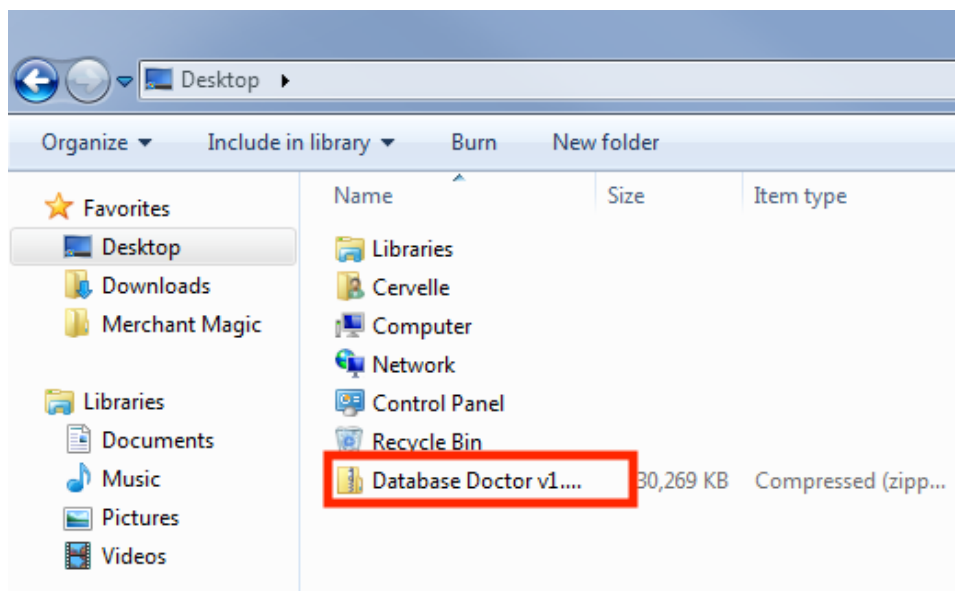 Desktop
Organize Include in library Burn New folder
Name Size Item type
Favorites
Desktop
Downloads
Merchant Magic
Libraries
Documents
Music
Pictures
Videos
Libraries
Cervelle
Computer
Network
Control Panel
Recycle Bin
Database Doctor v1.... 30,269 KB Compressed (zipp...